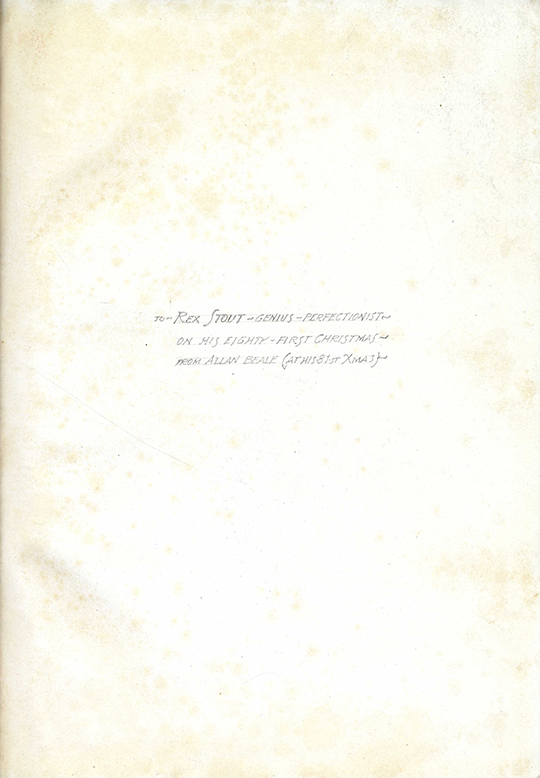 TO - REX STOUT - GENIUS - PERFECTIONIST ~
ON HIS EIGHTY - FIRST CHRISTMAS ~
FROM ALLAN BEALE (AT HIS 81ST XMAS) ~